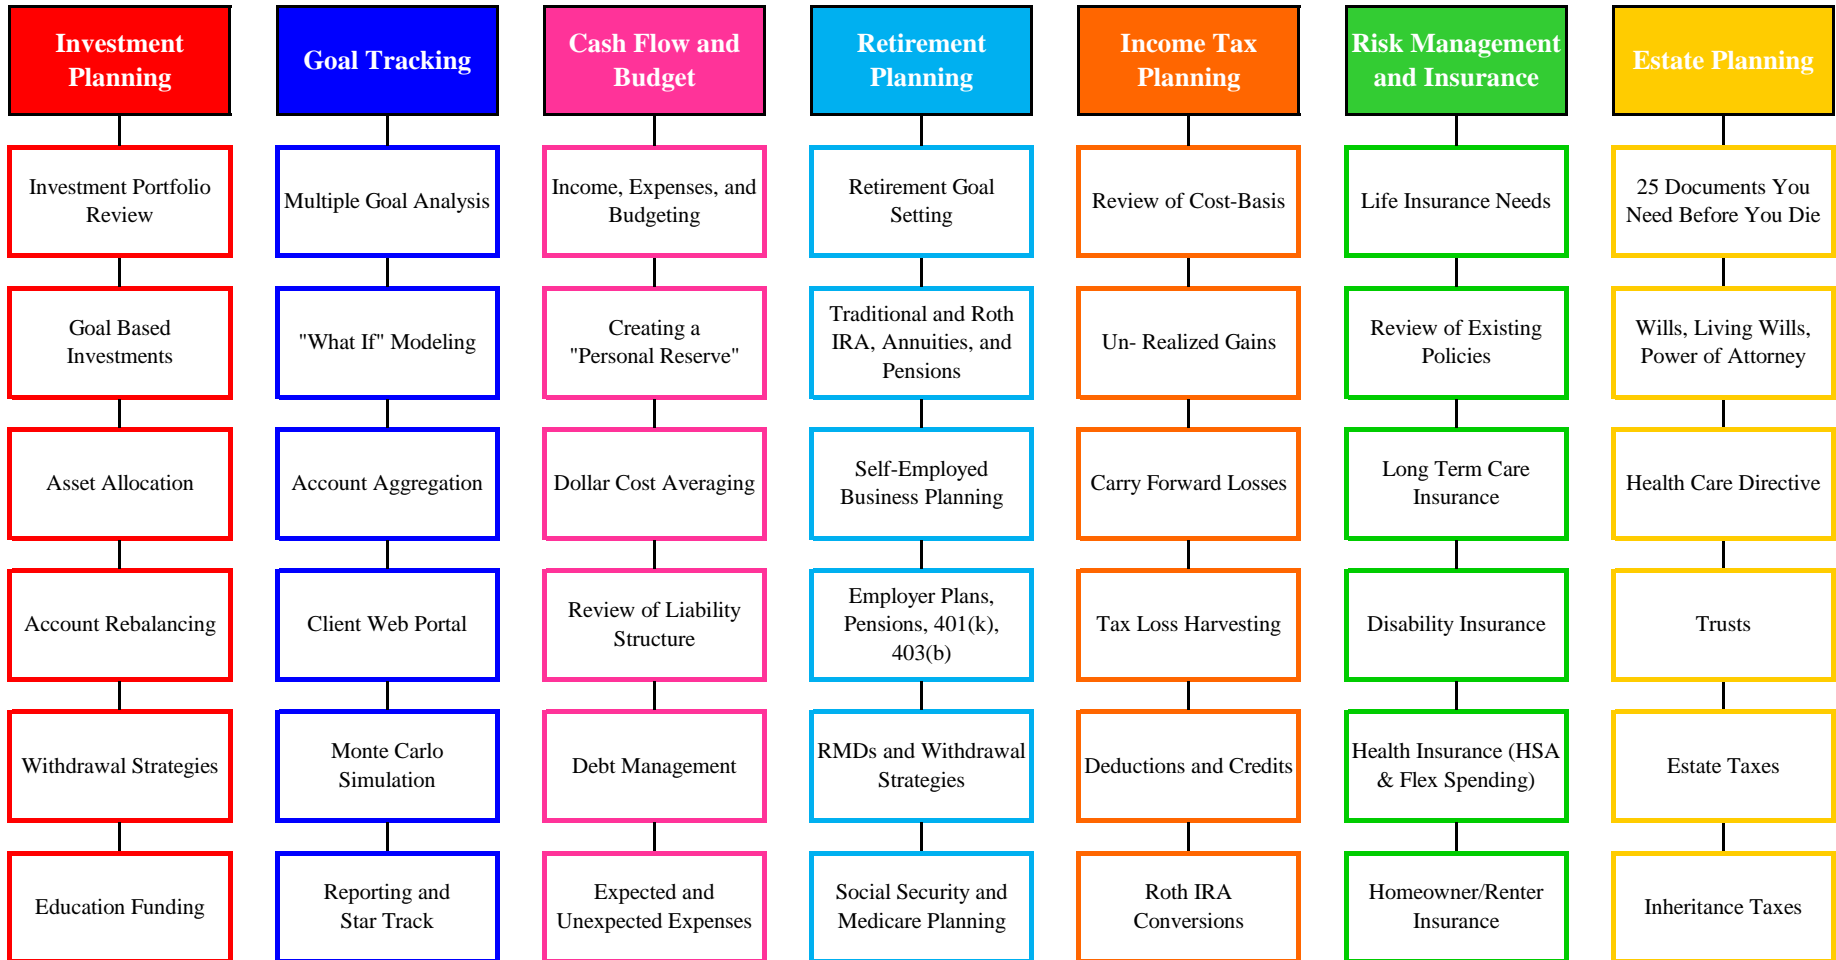 Investment
Planning
Goal Tracking
Cash Flow and
Budget
Retirement
Planning
Income Tax
Planning
Risk Management
and Insurance
Estate Planning
Investment Portfolio
Review
Multiple Goal Analysis
Income, Expenses, and
Budgeting
Retirement Goal
Setting
Review of Cost-Basis
Life Insurance Needs
25 Documents You
Need Before You Die
Goal Based
Investments
"What If" Modeling
Creating a
"Personal Reserve"
Traditional and Roth
IRA, Annuities, and
Pensions
Un- Realized Gains
Review of Existing
Policies
Wills, Living Wills,
Power of Attorney
Asset Allocation
Account Aggregation
Dollar Cost Averaging
Self-Employed
Business Planning
Carry Forward Losses
Long Term Care
Insurance
Health Care Directive
Account Rebalancing
Client Web Portal
Review of Liability
Structure
Employer Plans,
Pensions, 401(k),
403(b)
Tax Loss Harvesting
Disability Insurance
Trusts
Withdrawal Strategies
Monte Carlo
Simulation
Debt Management
RMDs and Withdrawal
Strategies
Deductions and Credits
Health Insurance (HSA
& Flex Spending)
Estate Taxes
Education Funding
Reporting and
Star Track
Expected and
Unexpected Expenses
Social Security and
Medicare Planning
Roth IRA
Conversions
Homeowner/Renter
Insurance
Inheritance Taxes